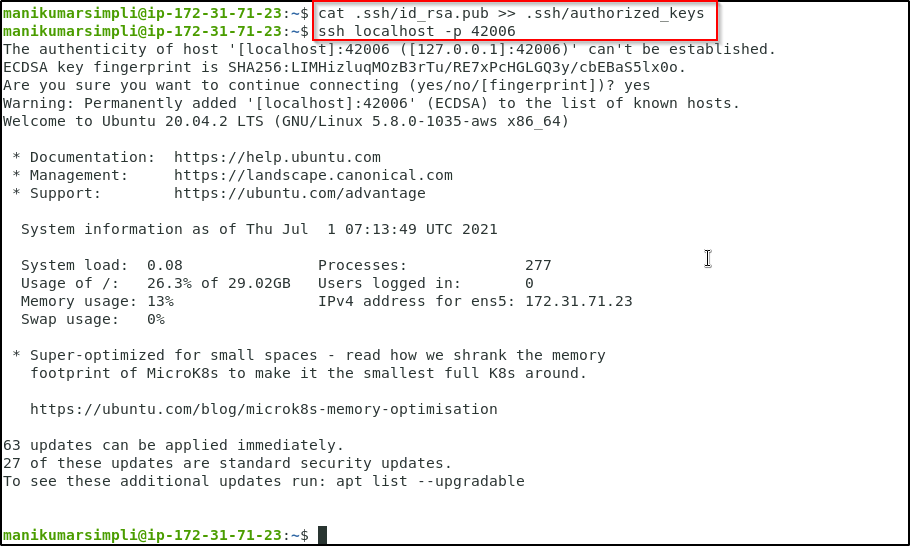 manikumarsimpli@ip-172-31-71-23:~$ cat .ssh/id_rsa.pub >> .ssh/authorized_keys
manikumarsimpli@ip-172-31-71-23:~$ ssh localhost -p 42006
The authenticity of host '[localhost]:42006 ([127.0.0.1]:42006)' can't be established.
ECDSA key fingerprint is SHA256:LIMHizluqMOzB3rTu/RE7xPcHGLGQ3y/cbEBaS5lx0o.
Are you sure you want to continue connecting (yes/no/[fingerprint])? yes
Warning: Permanently added '[localhost]:42006' (ECDSA) to the list of known hosts.
Welcome to Ubuntu 20.04.2 LTS (GNU/Linux 5.8.0-1035-aws x86_64)

 * Documentation:  https://help.ubuntu.com
 * Management:     https://landscape.canonical.com
 * Support:        https://ubuntu.com/advantage

  System information as of Thu Jul  1 07:13:49 UTC 2021

  System load:  0.08               Processes:             277
  Usage of /:   26.3% of 29.02GB   Users logged in:       0
  Memory usage: 13%                IPv4 address for ens5: 172.31.71.23
  Swap usage:   0%

 * Super-optimized for small spaces - read how we shrank the memory
   footprint of MicroK8s to make it the smallest full K8s around.

   https://ubuntu.com/blog/microk8s-memory-optimisation

63 updates can be applied immediately.
27 of these updates are standard security updates.
To see these additional updates run: apt list --upgradable

manikumarsimpli@ip-172-31-71-23:~$